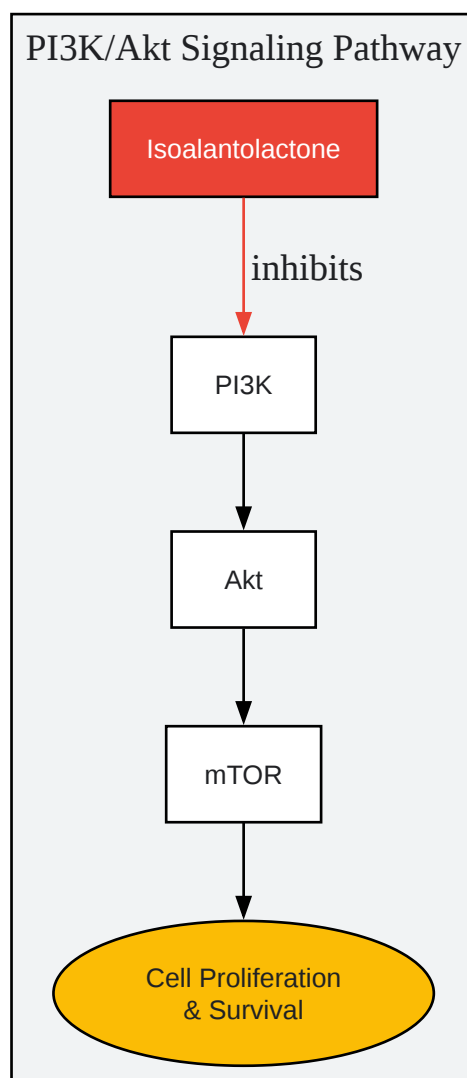 PI3K/Akt Signaling Pathway
Isoalantolactone
inhibits
PI3K
Akt
mTOR
Cell Proliferation
& Survival